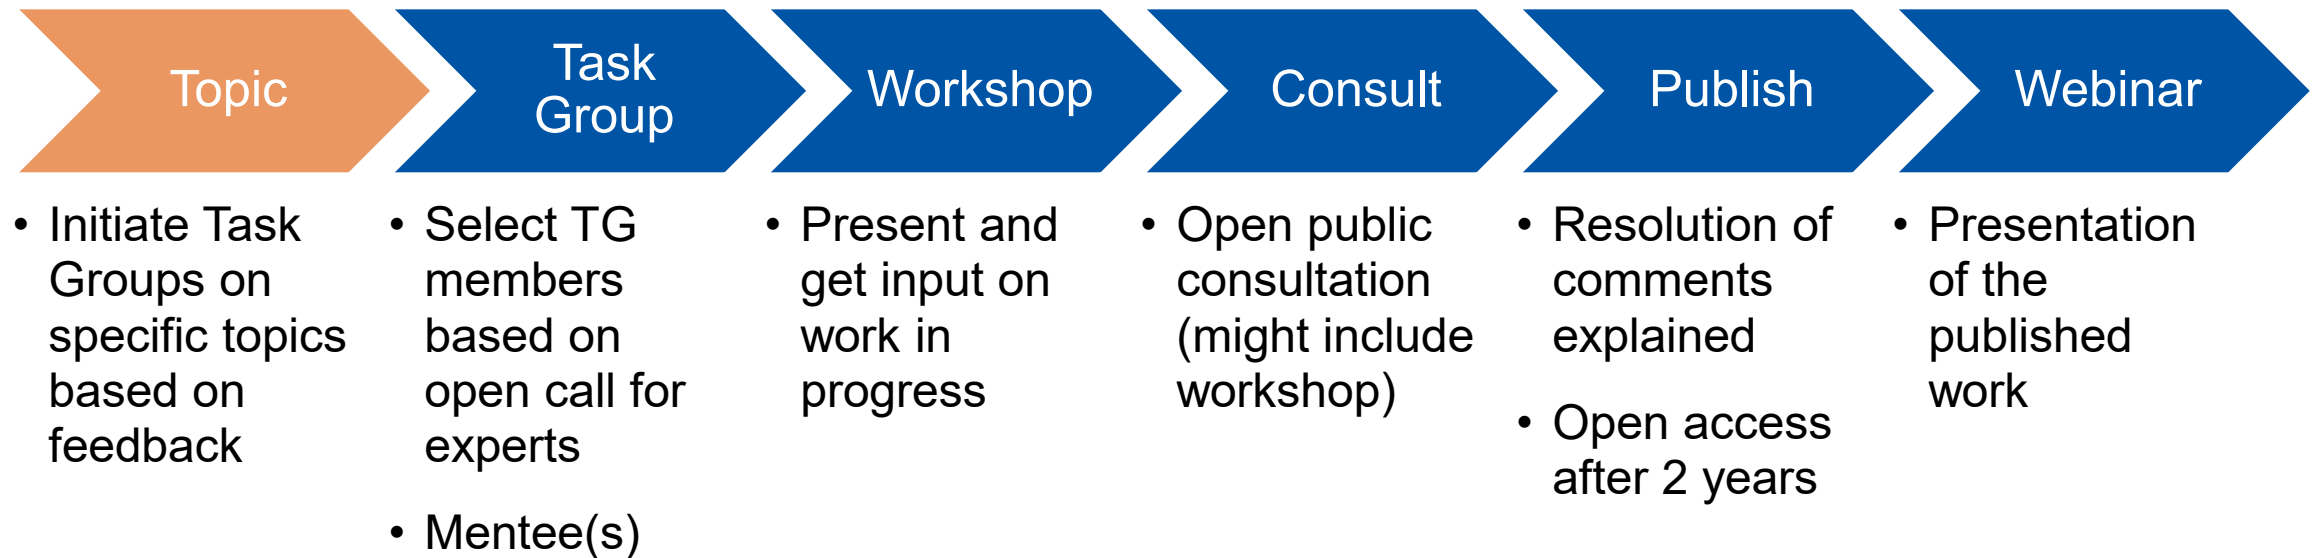 Topic
Task
Group
Workshop
Consult
Publish
Webinar
• Initiate Task
Groups on
specific topics
based on
feedback
• Select TG
members
based on
open call for
experts
• Mentee(s)
• Present and
get input on
work in
progress
• Open public
consultation
(might include
workshop)
• Resolution of
comments
explained
• Open access
after 2 years
• Presentation
of the
published
work